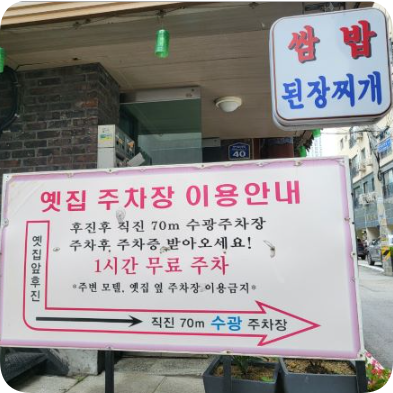 쌈밥
된장찌개
40
옛집 주차장 이용안내
후진후 직진 70m 수광주차장
주차후 주차증 받아오세요!
1시간 무료 주차
*주변 모텔, 옛집 옆 주차장 이용금지*
옛집앞후진
직진 70m 수광 주차장